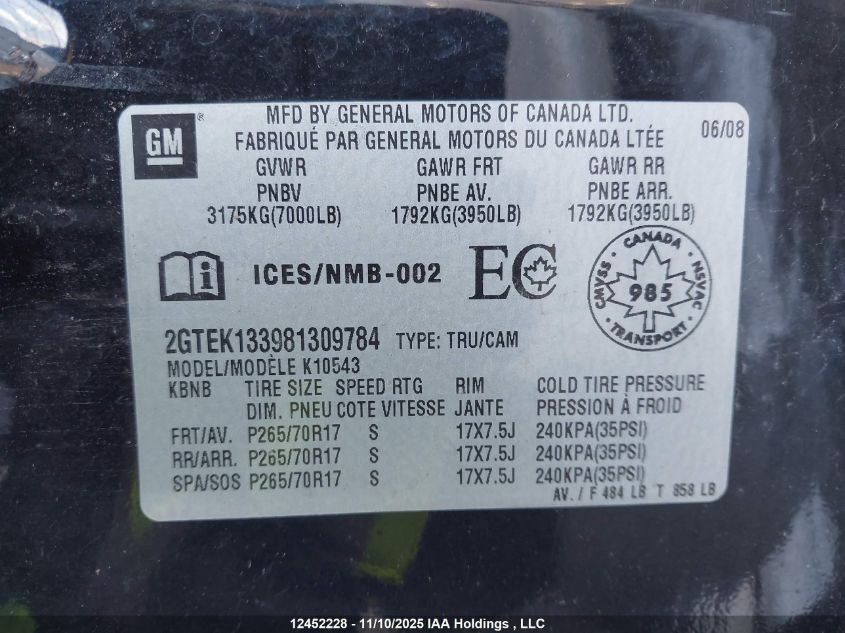 MFD BY GENERAL MOTORS OF CANADA LTD.
FABRIQUÉ PAR GENERAL MOTORS DU CANADA LTÉE
06/08
GM
GVWR GAWR FRT GAWR RR
PNBV PNBE AV. PNBE ARR.
3175KG(7000LB) 1792KG(3950LB) 1792KG(3950LB)
i ICES/NMB-002 EC
CANADA
CMVSS 985 NSVAC
TRANSPORT
2GTEK133981309784 TYPE: TRU/CAM
MODEL/MODÈLE K10543
KBNB TIRE SIZE SPEED RTG RIM COLD TIRE PRESSURE
DIM. PNEU COTE VITESSE JANTE PRESSION À FROID
FRT/AV. P265/70R17 S 17X7.5J 240KPA(35PSI)
RR/ARR. P265/70R17 S 17X7.5J 240KPA(35PSI)
SPA/SOS P265/70R17 S 17X7.5J 240KPA(35PSI)
AV. / F 484 LB T 858 LB
12452228 - 11/10/2025 IAA Holdings , LLC